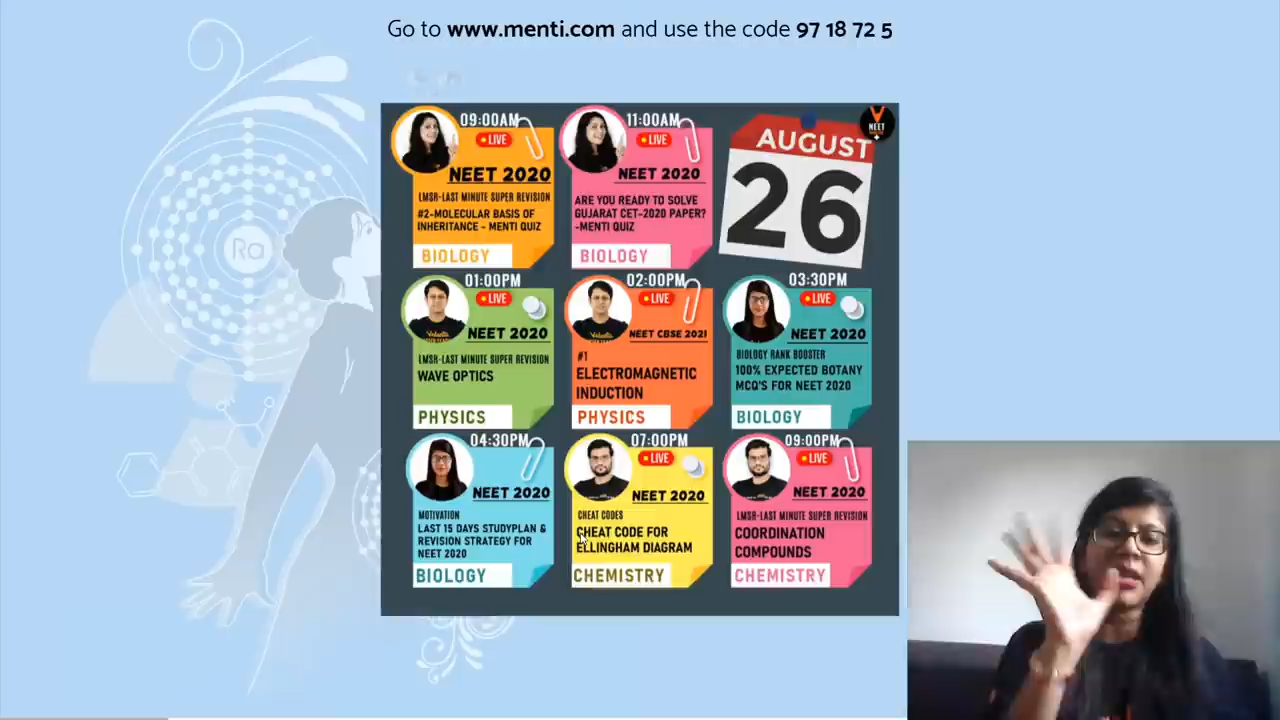 Go to www.menti.com and use the code 97 18 72 5
09:00AM
LIVE
NEET 2020
LMSR-LAST MINUTE SUPER REVISION
#2-MOLECULAR BASIS OF
INHERITANCE - MENTI QUIZ
BIOLOGY
11:00AM
LIVE
NEET 2020
ARE YOU READY TO SOLVE
GUJARAT CET-2020 PAPER?
-MENTI QUIZ
BIOLOGY
NEET
AUGUST
26
Ra
01:00PM
LIVE
NEET 2020
LMSR-LAST MINUTE SUPER REVISION
WAVE OPTICS
PHYSICS
02:00PM
LIVE
NEET CBSE 2021
#1
ELECTROMAGNETIC
INDUCTION
PHYSICS
03:30PM
LIVE
NEET 2020
BIOLOGY RANK BOOSTER
100% EXPECTED BOTANY
MCQ'S FOR NEET 2020
BIOLOGY
04:30PM
NEET 2020
MOTIVATION
LAST 15 DAYS STUDYPLAN &
REVISION STRATEGY FOR
NEET 2020
BIOLOGY
07:00PM
LIVE
NEET 2020
CHEAT CODES
CHEAT CODE FOR
ELLINGHAM DIAGRAM
CHEMISTRY
09:00PM
LIVE
NEET 2020
LMSR-LAST MINUTE SUPER REVISION
COORDINATION
COMPOUNDS
CHEMISTRY